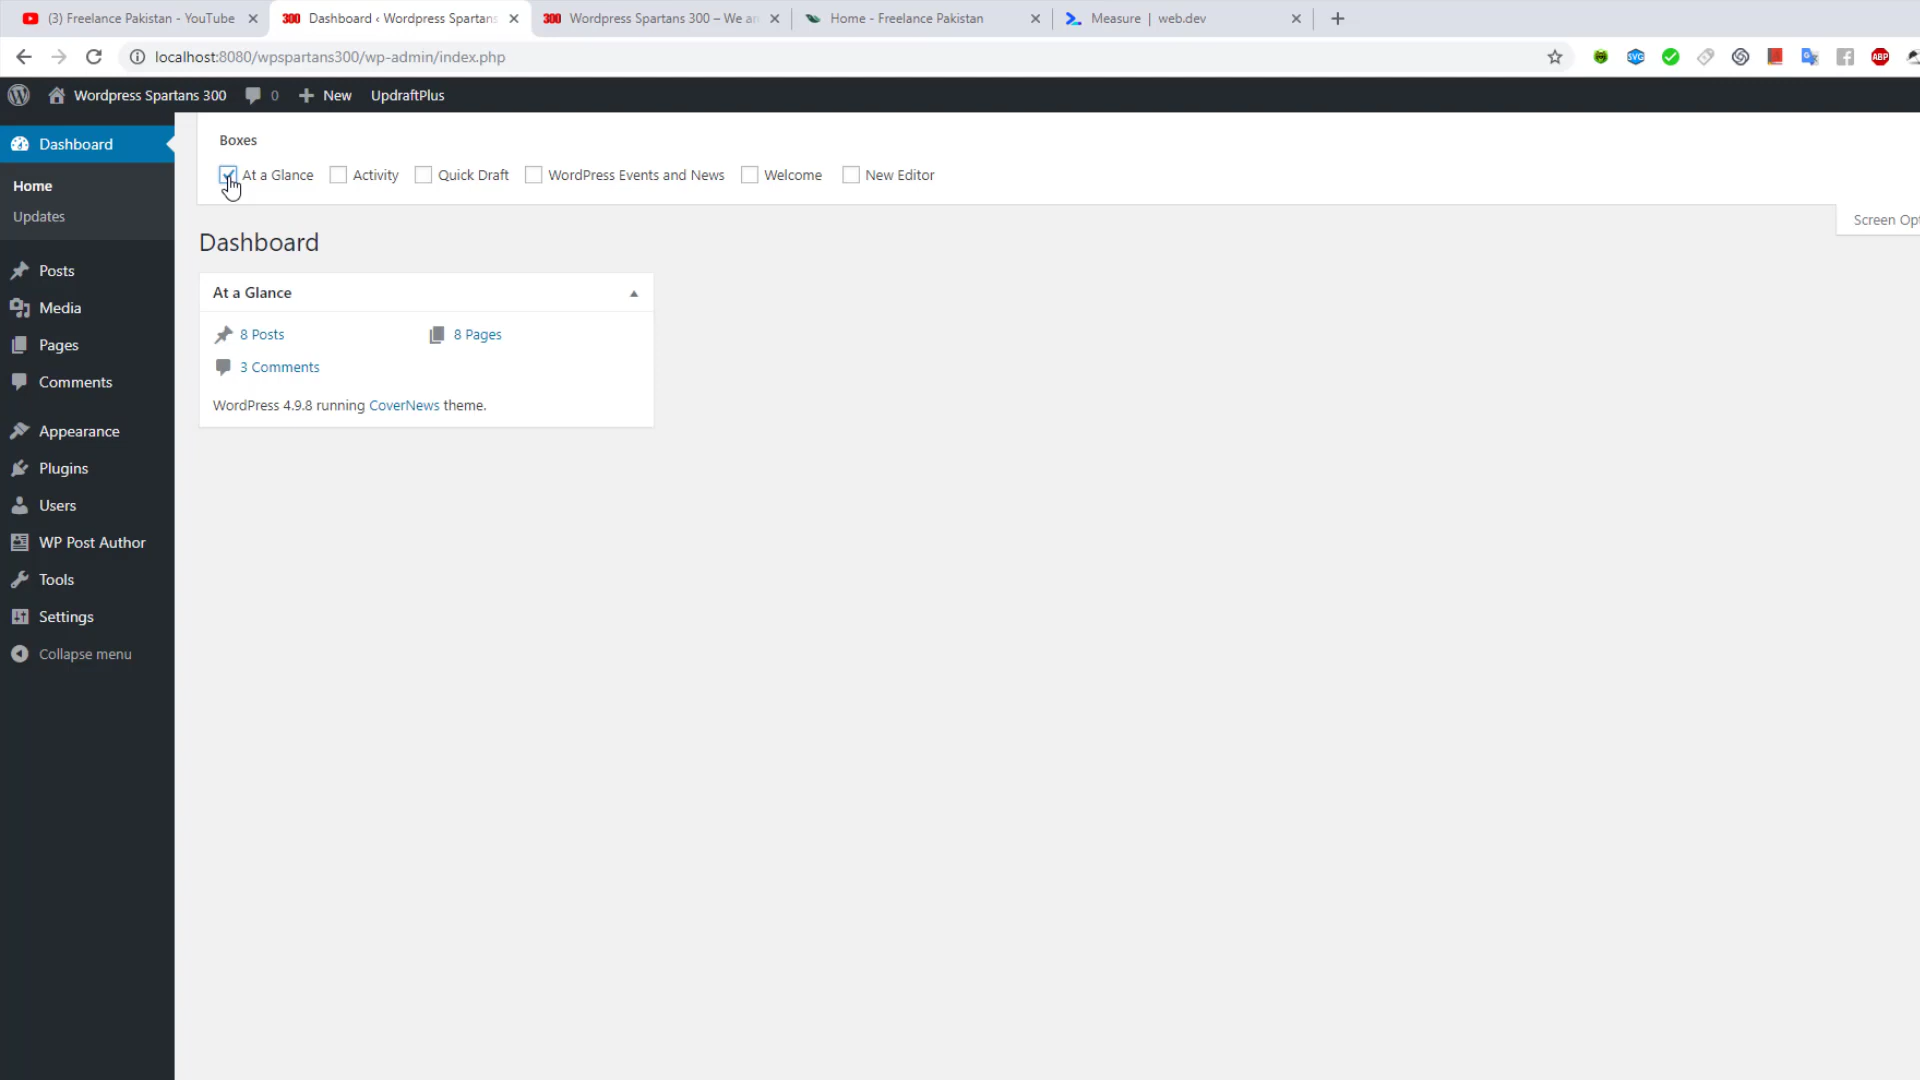 (3) Freelance Pakistan - YouTube
300 Dashboard ‹ Wordpress Spartans
300 Wordpress Spartans 300 – We ar
Home - Freelance Pakistan
Measure | web.dev
localhost:8080/wpspartans300/wp-admin/index.php
SVG
ABP
Wordpress Spartans 300
0
New
UpdraftPlus
Dashboard
Home
Updates
Posts
Media
Pages
Comments
Appearance
Plugins
Users
WP Post Author
Tools
Settings
Collapse menu
Boxes
At a Glance
Activity
Quick Draft
WordPress Events and News
Welcome
New Editor
Screen Opt
Dashboard
At a Glance
8 Posts
8 Pages
3 Comments
WordPress 4.9.8 running CoverNews theme.